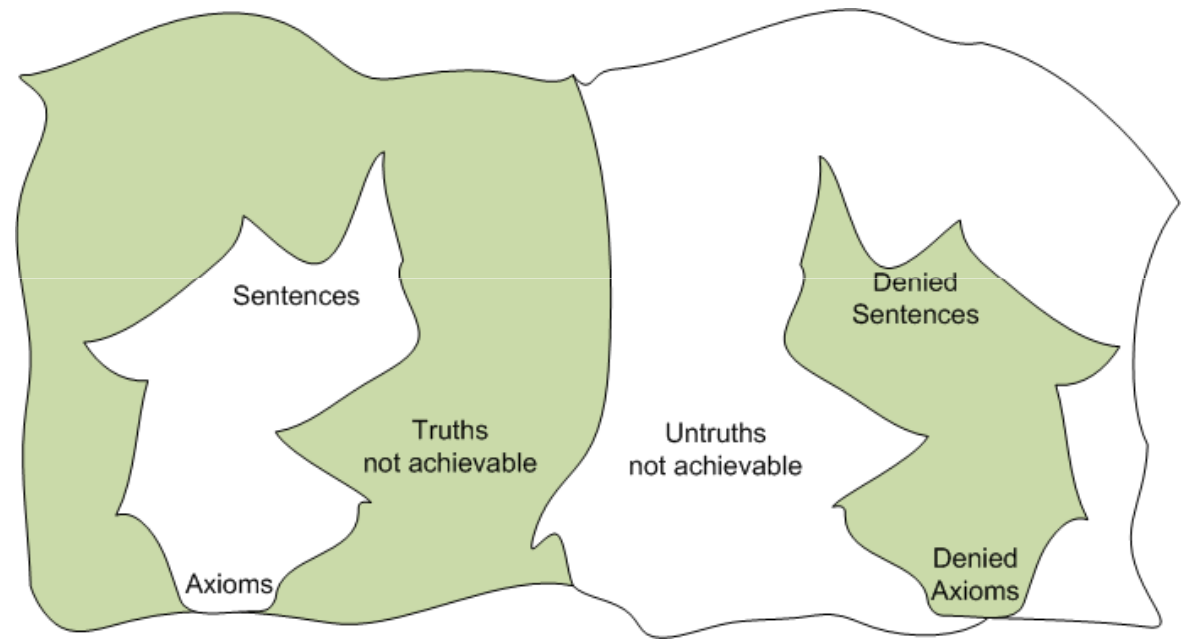 Sentences
Denied
Sentences
Truths
not achievable
Untruths
not achievable
Axioms
Denied
Axioms